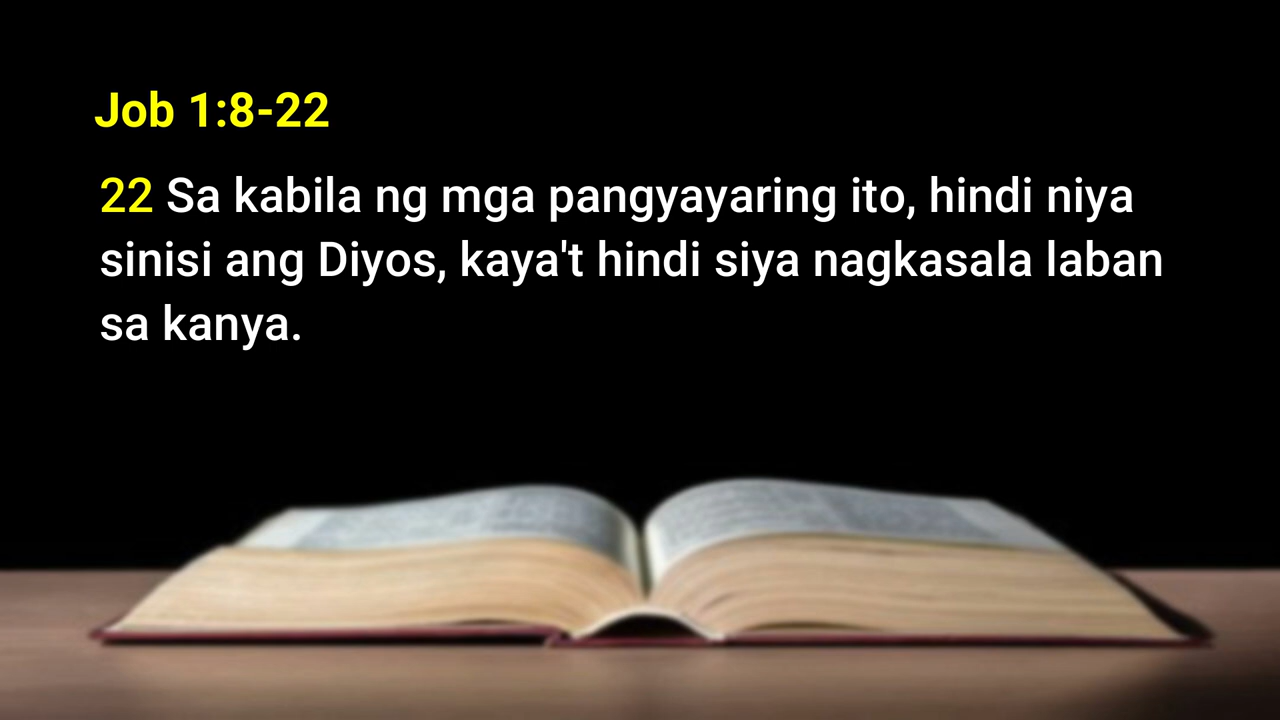 Job 1:8-22
22 Sa kabila ng mga pangyayaring ito, hindi niya
sinisi ang Diyos, kaya't hindi siya nagkasala laban
sa kanya.